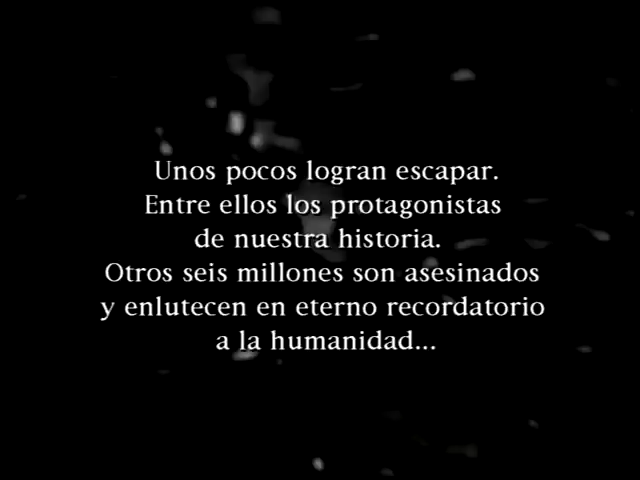 Unos pocos logran escapar.
Entre ellos los protagonistas
de nuestra historia.
Otros seis millones son asesinados
y enlutecen en eterno recordatorio
a la humanidad...